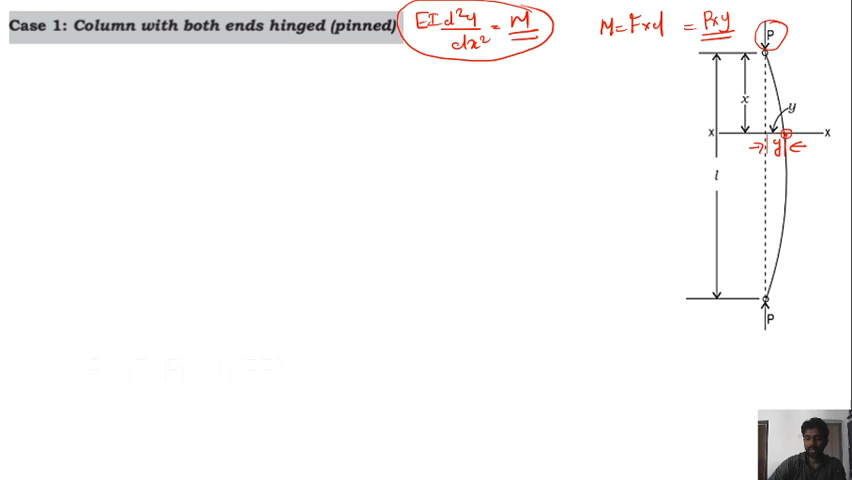 Case 1: Column with both ends hinged (pinned) EI d²y/dx² = M M = F×d = P×y
P
x
y
x x
y
l
P